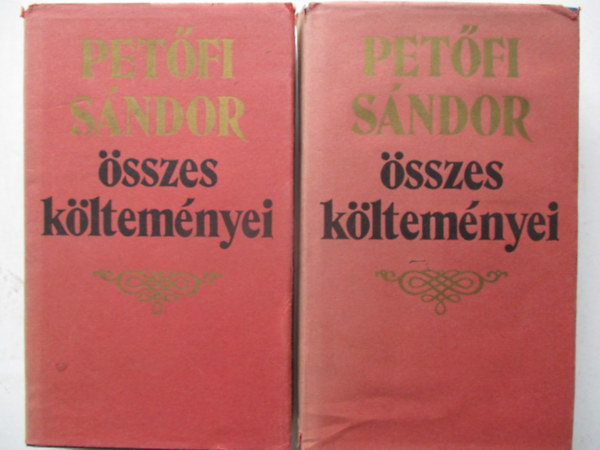 PETŐFI
SÁNDOR
összes
költeményei
PETŐFI
SÁNDOR
összes
költeményei